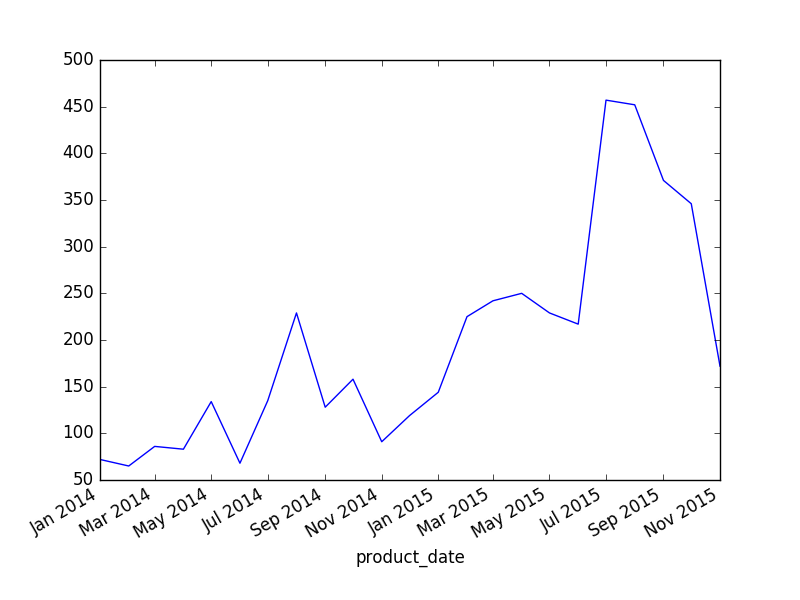 500
450
400
350
300
250
200
150
100
50
Jan 2014
Mar 2014
May 2014
Jul 2014
Sep 2014
Nov 2014
Jan 2015
Mar 2015
May 2015
Jul 2015
Sep 2015
Nov 2015
product_date